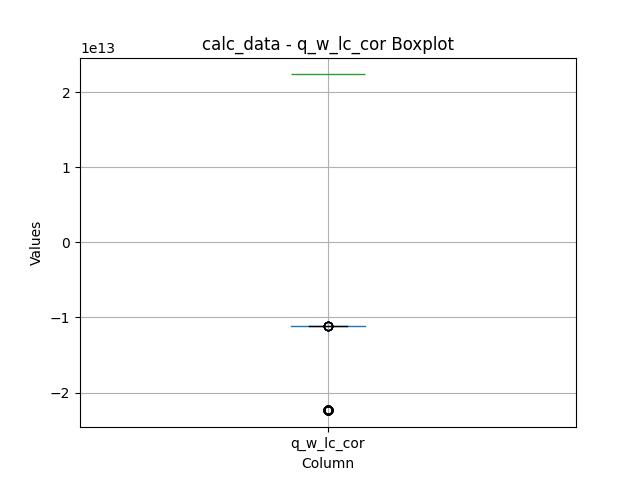 calc_data - q_w_lc_cor Boxplot
1e13
2
1
0
−1
−2
Values
q_w_lc_cor
Column